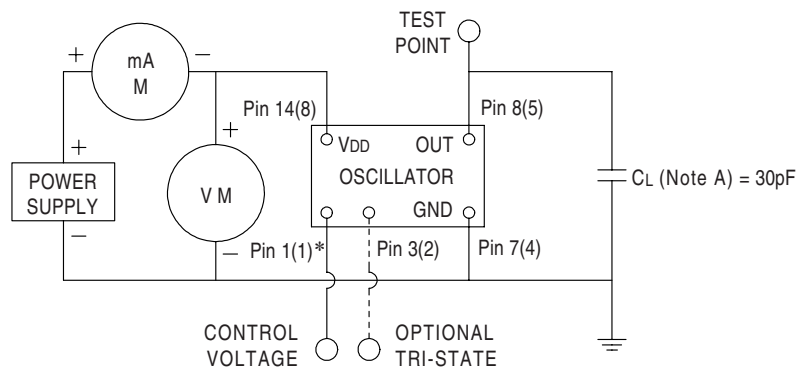 TEST
POINT
+
mA
M
−
Pin 14(8)
Pin 8(5)
+
VDD
OUT
+
OSCILLATOR
CL (Note A) = 30pF
POWER
SUPPLY
V M
GND
−
−
Pin 1(1)*
Pin 3(2)
Pin 7(4)
CONTROL
VOLTAGE
OPTIONAL
TRI-STATE